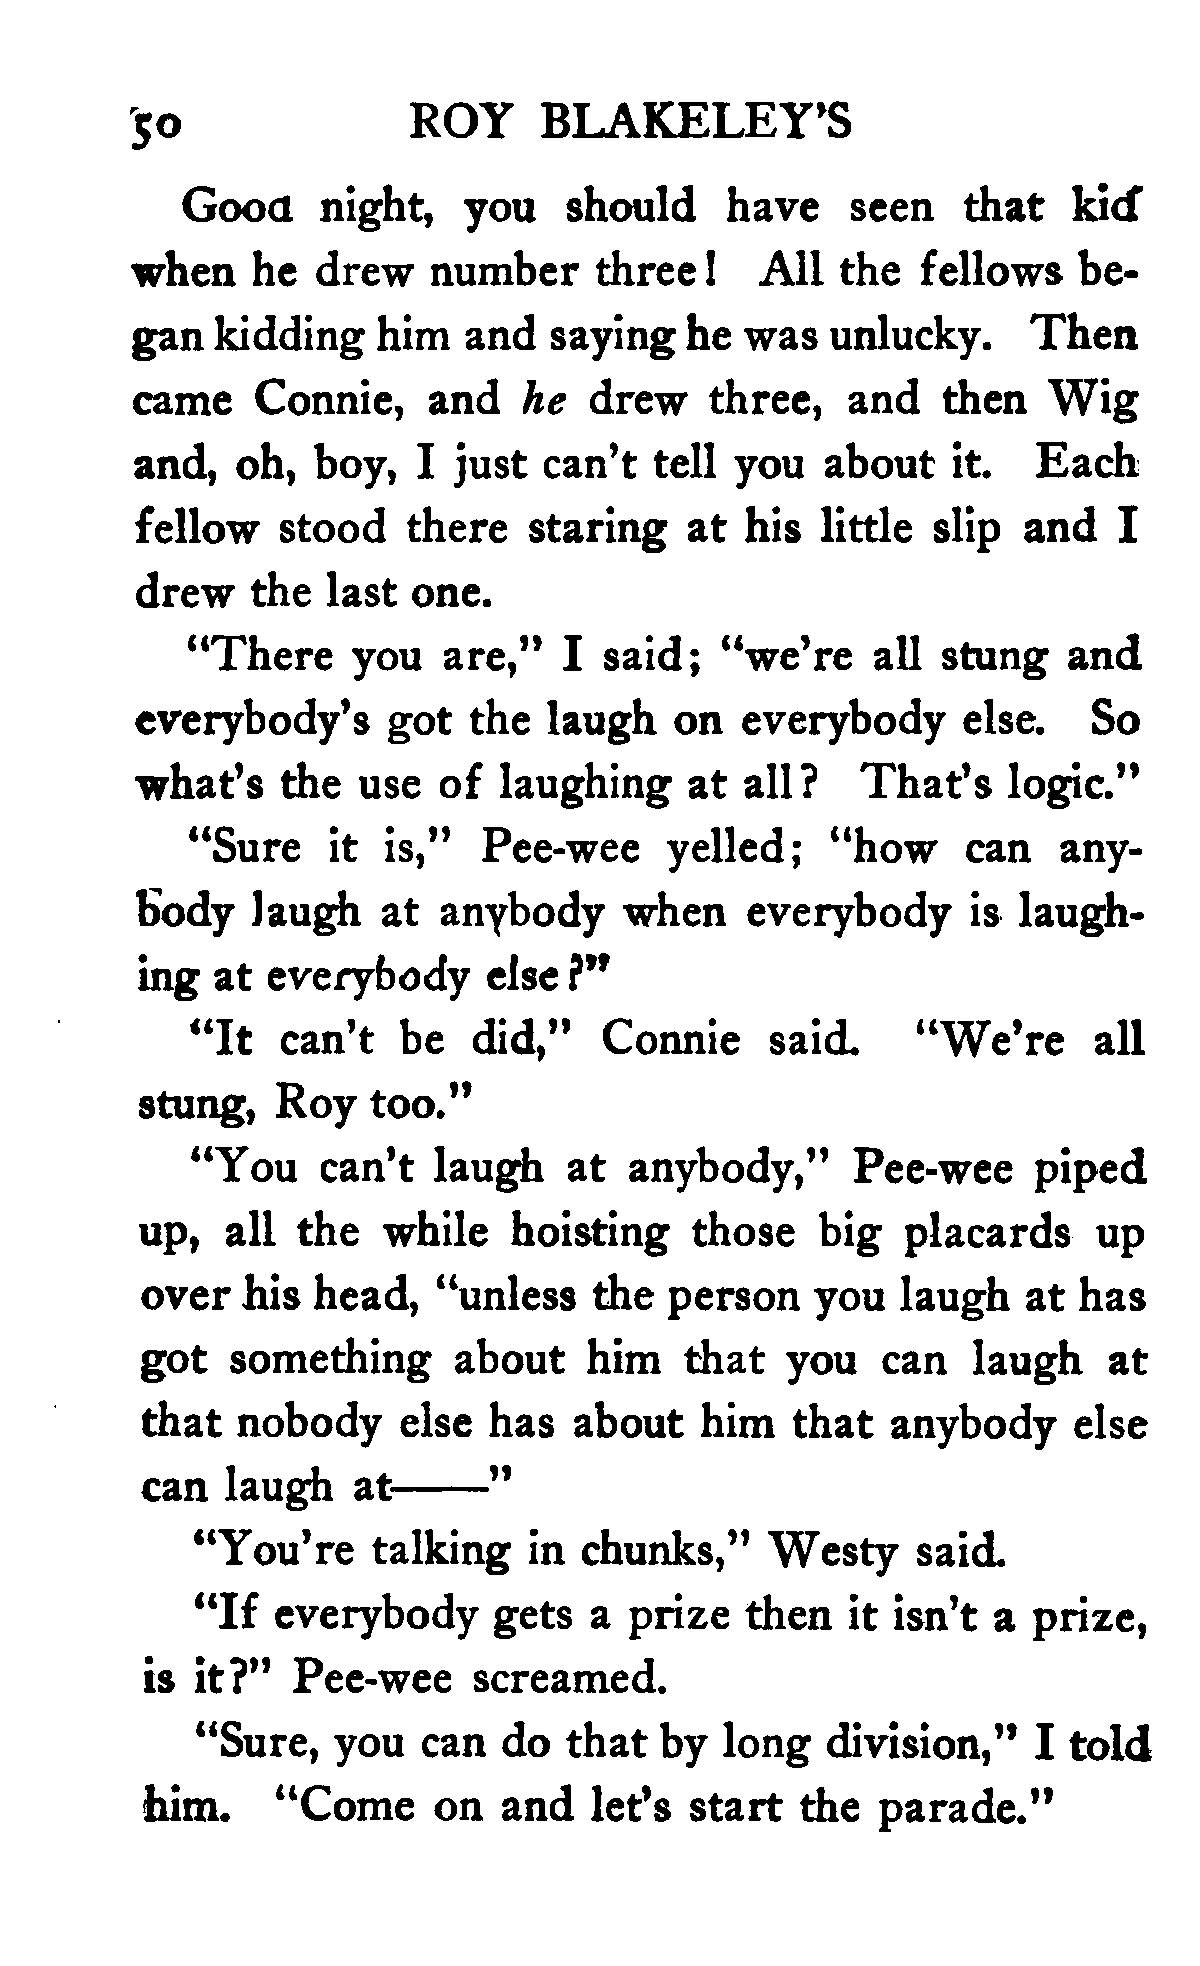 50 ROY BLAKELEY'S
Good night, you should have seen that kid
when he drew number three! All the fellows be-
gan kidding him and saying he was unlucky. Then
came Connie, and he drew three, and then Wig
and, oh, boy, I just can't tell you about it. Each
fellow stood there staring at his little slip and I
drew the last one.
"There you are," I said; "we're all stung and
everybody's got the laugh on everybody else. So
what's the use of laughing at all? That's logic."
"Sure it is," Pee-wee yelled; "how can any-
body laugh at anybody when everybody is laugh-
ing at everybody else?"
"It can't be did," Connie said. "We're all
stung, Roy too."
"You can't laugh at anybody," Pee-wee piped
up, all the while hoisting those big placards up
over his head, "unless the person you laugh at has
got something about him that you can laugh at
that nobody else has about him that anybody else
can laugh at——"
"You're talking in chunks," Westy said.
"If everybody gets a prize then it isn't a prize,
is it?" Pee-wee screamed.
"Sure, you can do that by long division," I told
him. "Come on and let's start the parade."